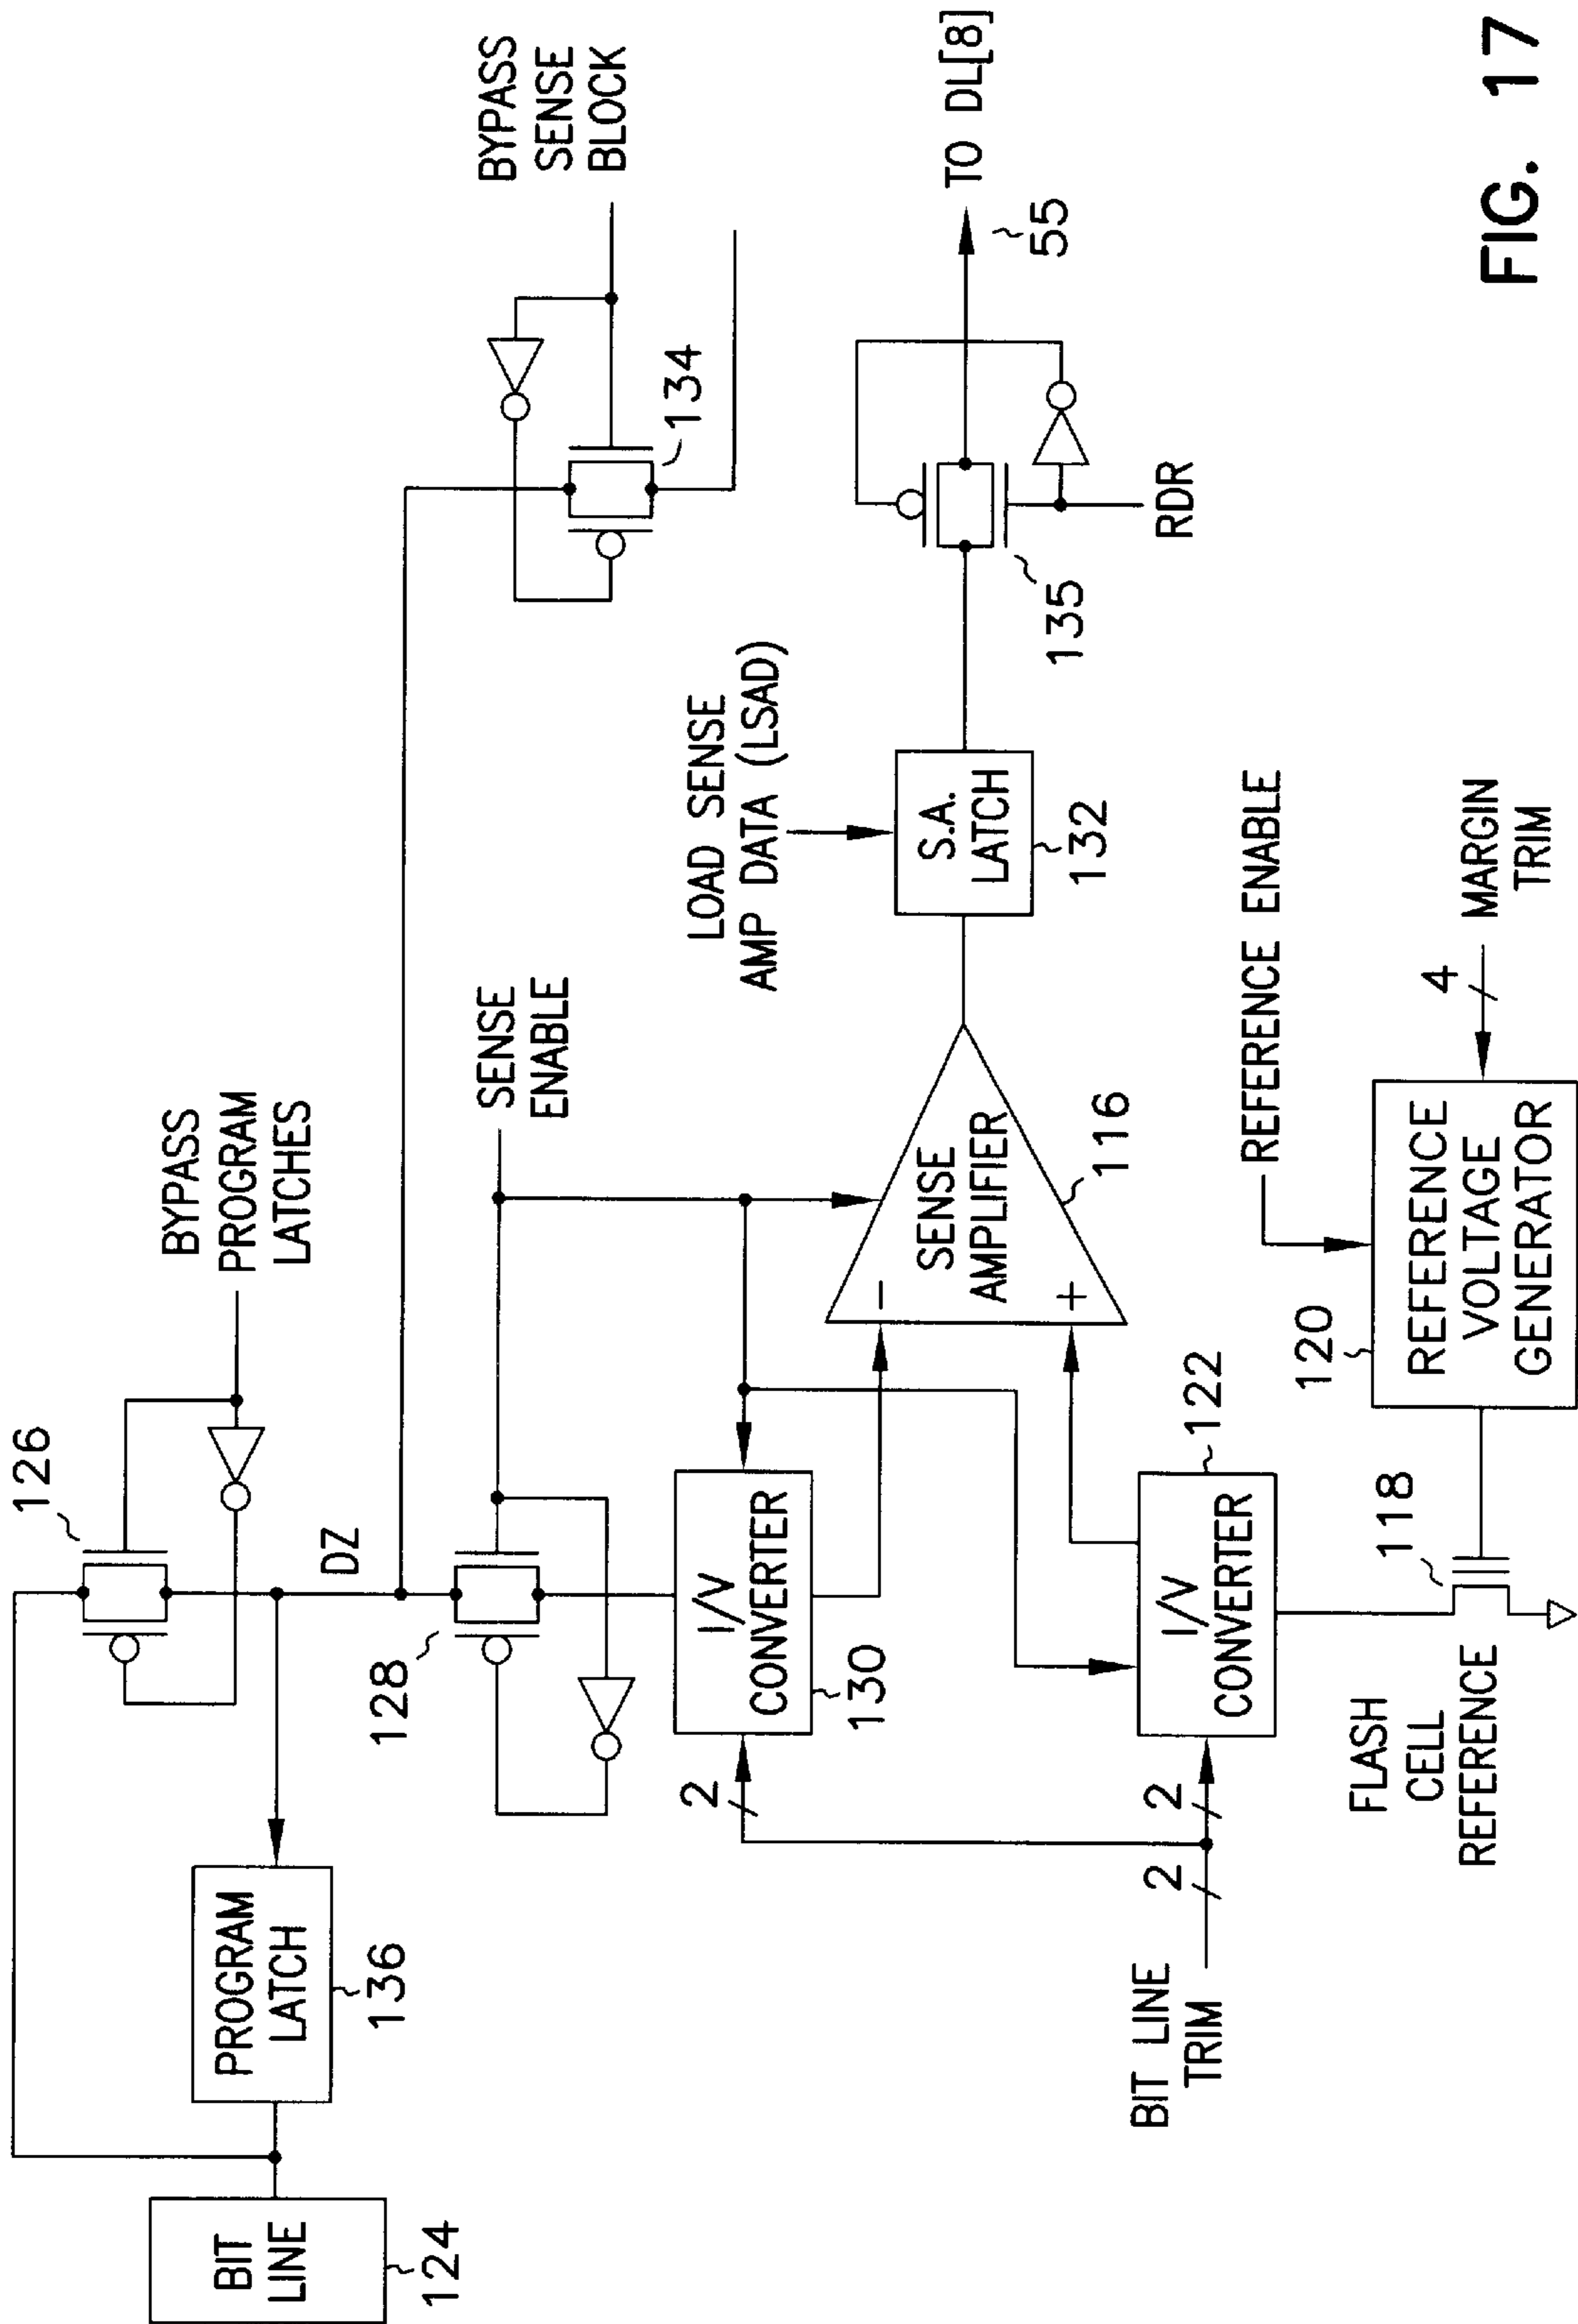 BIT
LINE
124
PROGRAM
LATCH
136
126
BYPASS
PROGRAM
LATCHES
DZ
128
SENSE
ENABLE
BYPASS
SENSE
BLOCK
134
I/V
CONVERTER
130
2
2
2
BIT LINE
TRIM
I/V
CONVERTER
122
SENSE
AMPLIFIER
-
+
116
LOAD SENSE
AMP DATA (LSAD)
S.A.
LATCH
132
135
RDR
TO DL[8]
55
FLASH
CELL
REFERENCE
118
120
REFERENCE
VOLTAGE
GENERATOR
REFERENCE ENABLE
4
MARGIN
TRIM
FIG. 17